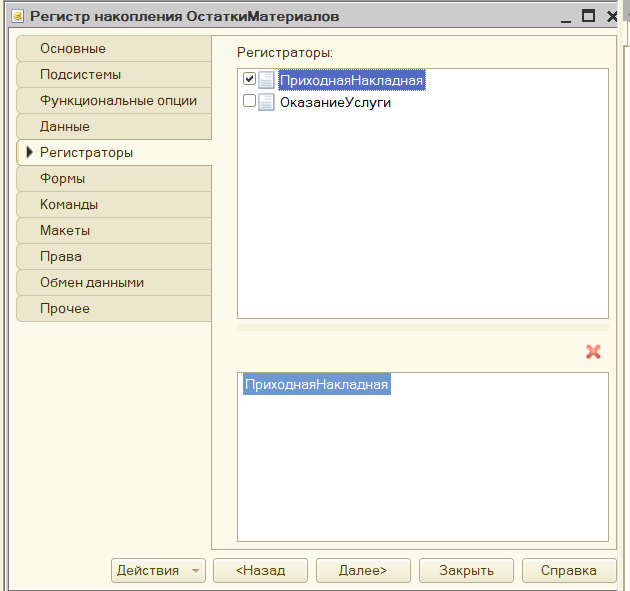 Регистр накопления ОстаткиМатериалов
Основные
Подсистемы
Функциональные опции
Данные
Регистраторы
Формы
Команды
Макеты
Права
Обмен данными
Прочее
Регистраторы:
ПриходнаяНакладная
ОказаниеУслуги
ПриходнаяНакладная
Действия
<Назад
Далее>
Закрыть
Справка